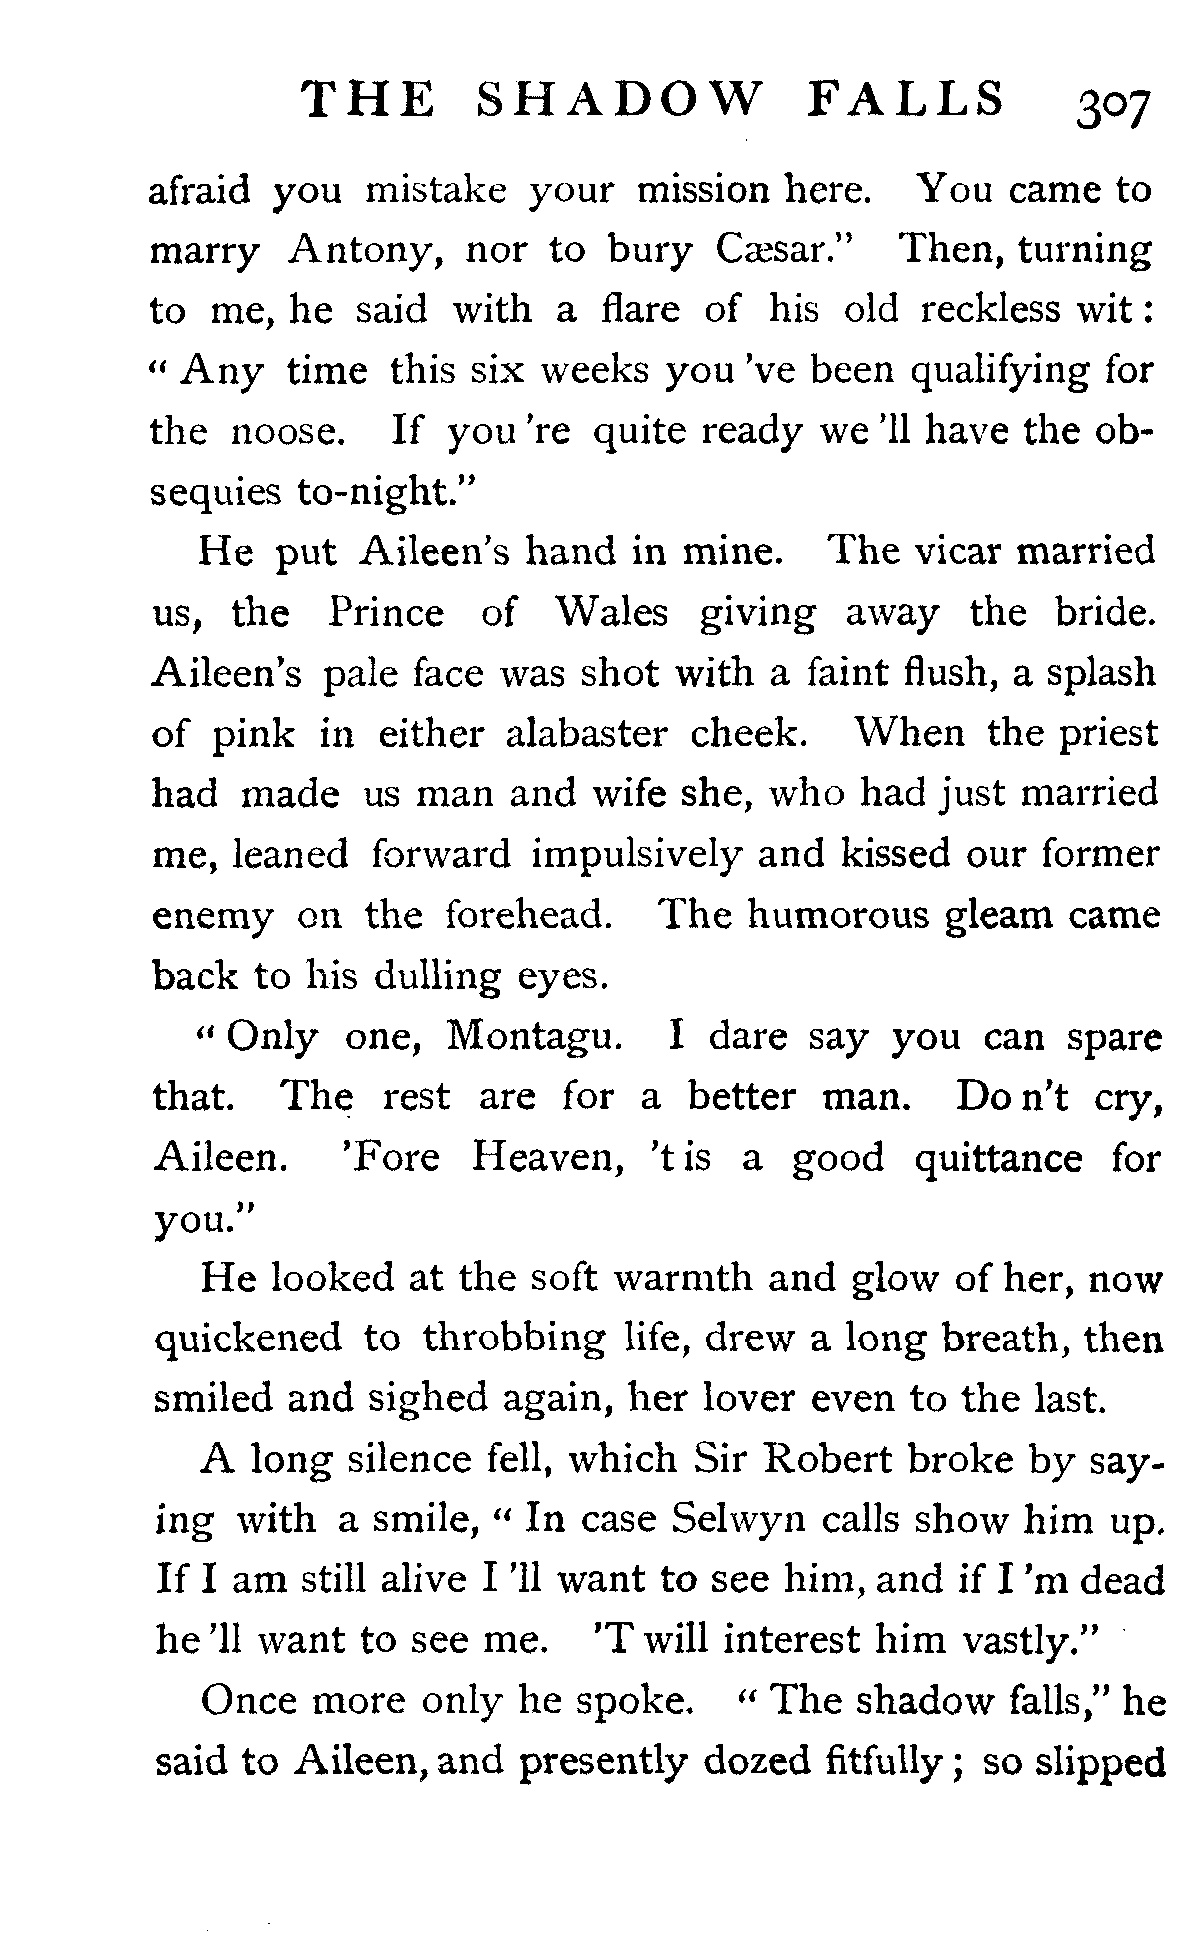 THE SHADOW FALLS 307
afraid you mistake your mission here. You came to
marry Antony, nor to bury Cæsar.” Then, turning
to me, he said with a flare of his old reckless wit :
“ Any time this six weeks you ’ve been qualifying for
the noose. If you ’re quite ready we ’ll have the ob-
sequies to-night.”
He put Aileen’s hand in mine. The vicar married
us, the Prince of Wales giving away the bride.
Aileen’s pale face was shot with a faint flush, a splash
of pink in either alabaster cheek. When the priest
had made us man and wife she, who had just married
me, leaned forward impulsively and kissed our former
enemy on the forehead. The humorous gleam came
back to his dulling eyes.
“ Only one, Montagu. I dare say you can spare
that. The rest are for a better man. Do n’t cry,
Aileen. ’Fore Heaven, ’t is a good quittance for
you.”
He looked at the soft warmth and glow of her, now
quickened to throbbing life, drew a long breath, then
smiled and sighed again, her lover even to the last.
A long silence fell, which Sir Robert broke by say-
ing with a smile, “ In case Selwyn calls show him up.
If I am still alive I ’ll want to see him, and if I ’m dead
he ’ll want to see me. ’T will interest him vastly.”
Once more only he spoke. “ The shadow falls,” he
said to Aileen, and presently dozed fitfully ; so slipped